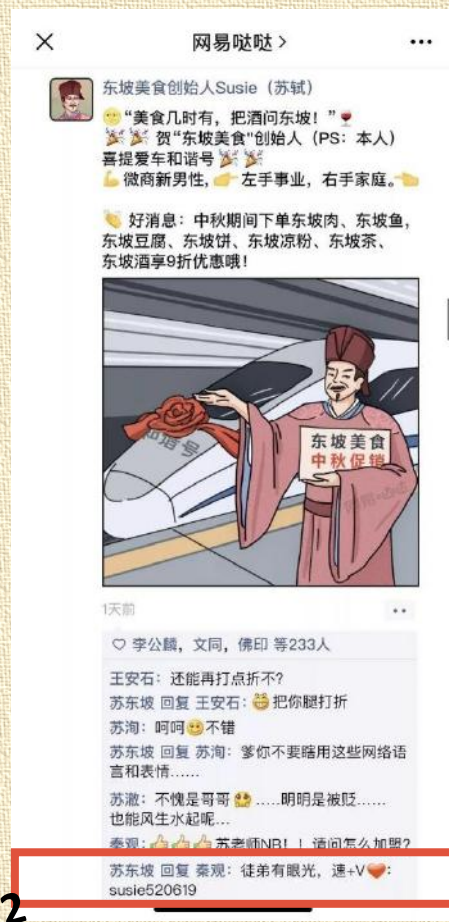 网易哒哒 >
东坡美食创始人Susie（苏轼）
🌝“美食几时有，把酒问东坡！”🍷
🎉🎉 贺“东坡美食"创始人（PS：本人）
喜提爱车和谐号🎉🎉
💪微商新男性，👉左手事业，右手家庭。👈
👏 好消息：中秋期间下单东坡肉、东坡鱼，
东坡豆腐、东坡饼、东坡凉粉、东坡茶、
东坡酒享9折优惠哦！
和谐号
东坡美食
中秋促销
1天前
♡ 李公麟，文同，佛印 等233人
王安石：还能再打点折不?
苏东坡 回复 王安石：😁把你腿打折
苏洵：呵呵🙂不错
苏东坡 回复 苏洵：爹你不要瞎用这些网络语
言和表情……
苏澈：不愧是哥哥……明明是被贬……
也能风生水起呢…
秦观：👍👍👍苏老师NB！！请问怎么加盟?
苏东坡 回复 秦观：徒弟有眼光，速+V❤：
susie520619
2